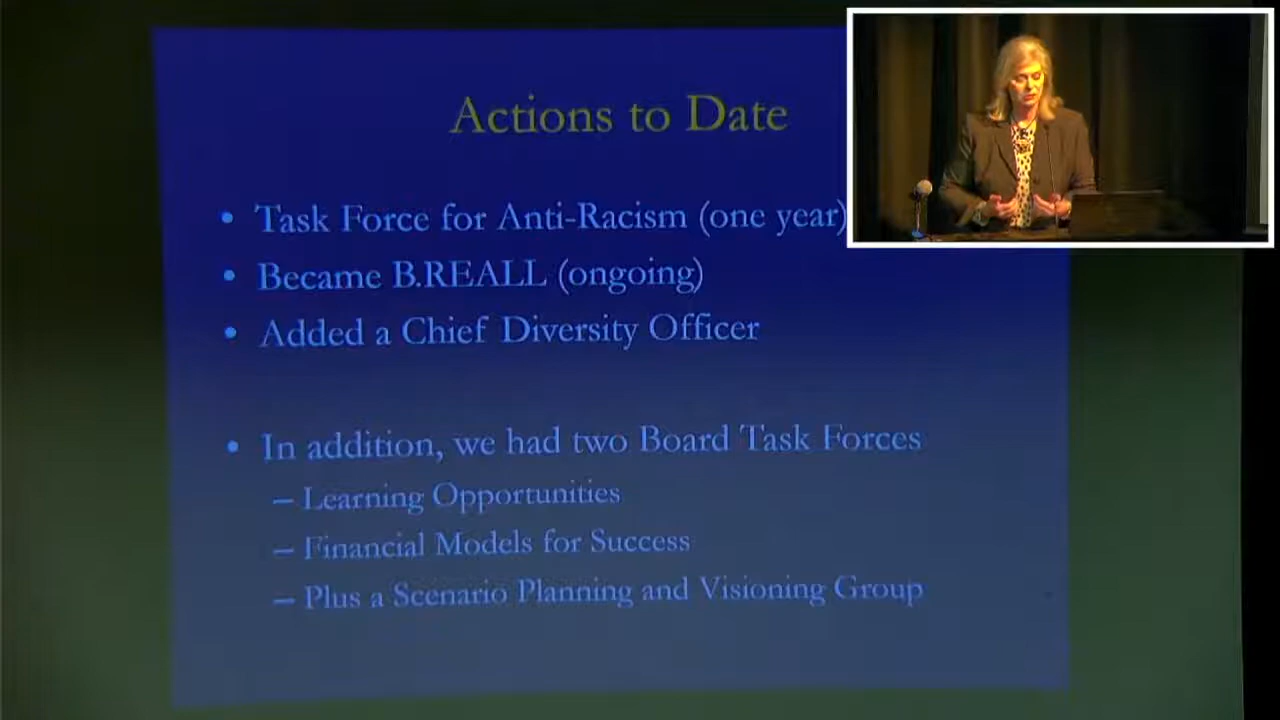 Actions to Date
• Task Force for Anti-Racism (one year)
• Became B.REALL (ongoing)
• Added a Chief Diversity Officer
• In addition, we had two Board Task Forces
– Learning Opportunities
– Financial Models for Success
– Plus a Scenario Planning and Visioning Group